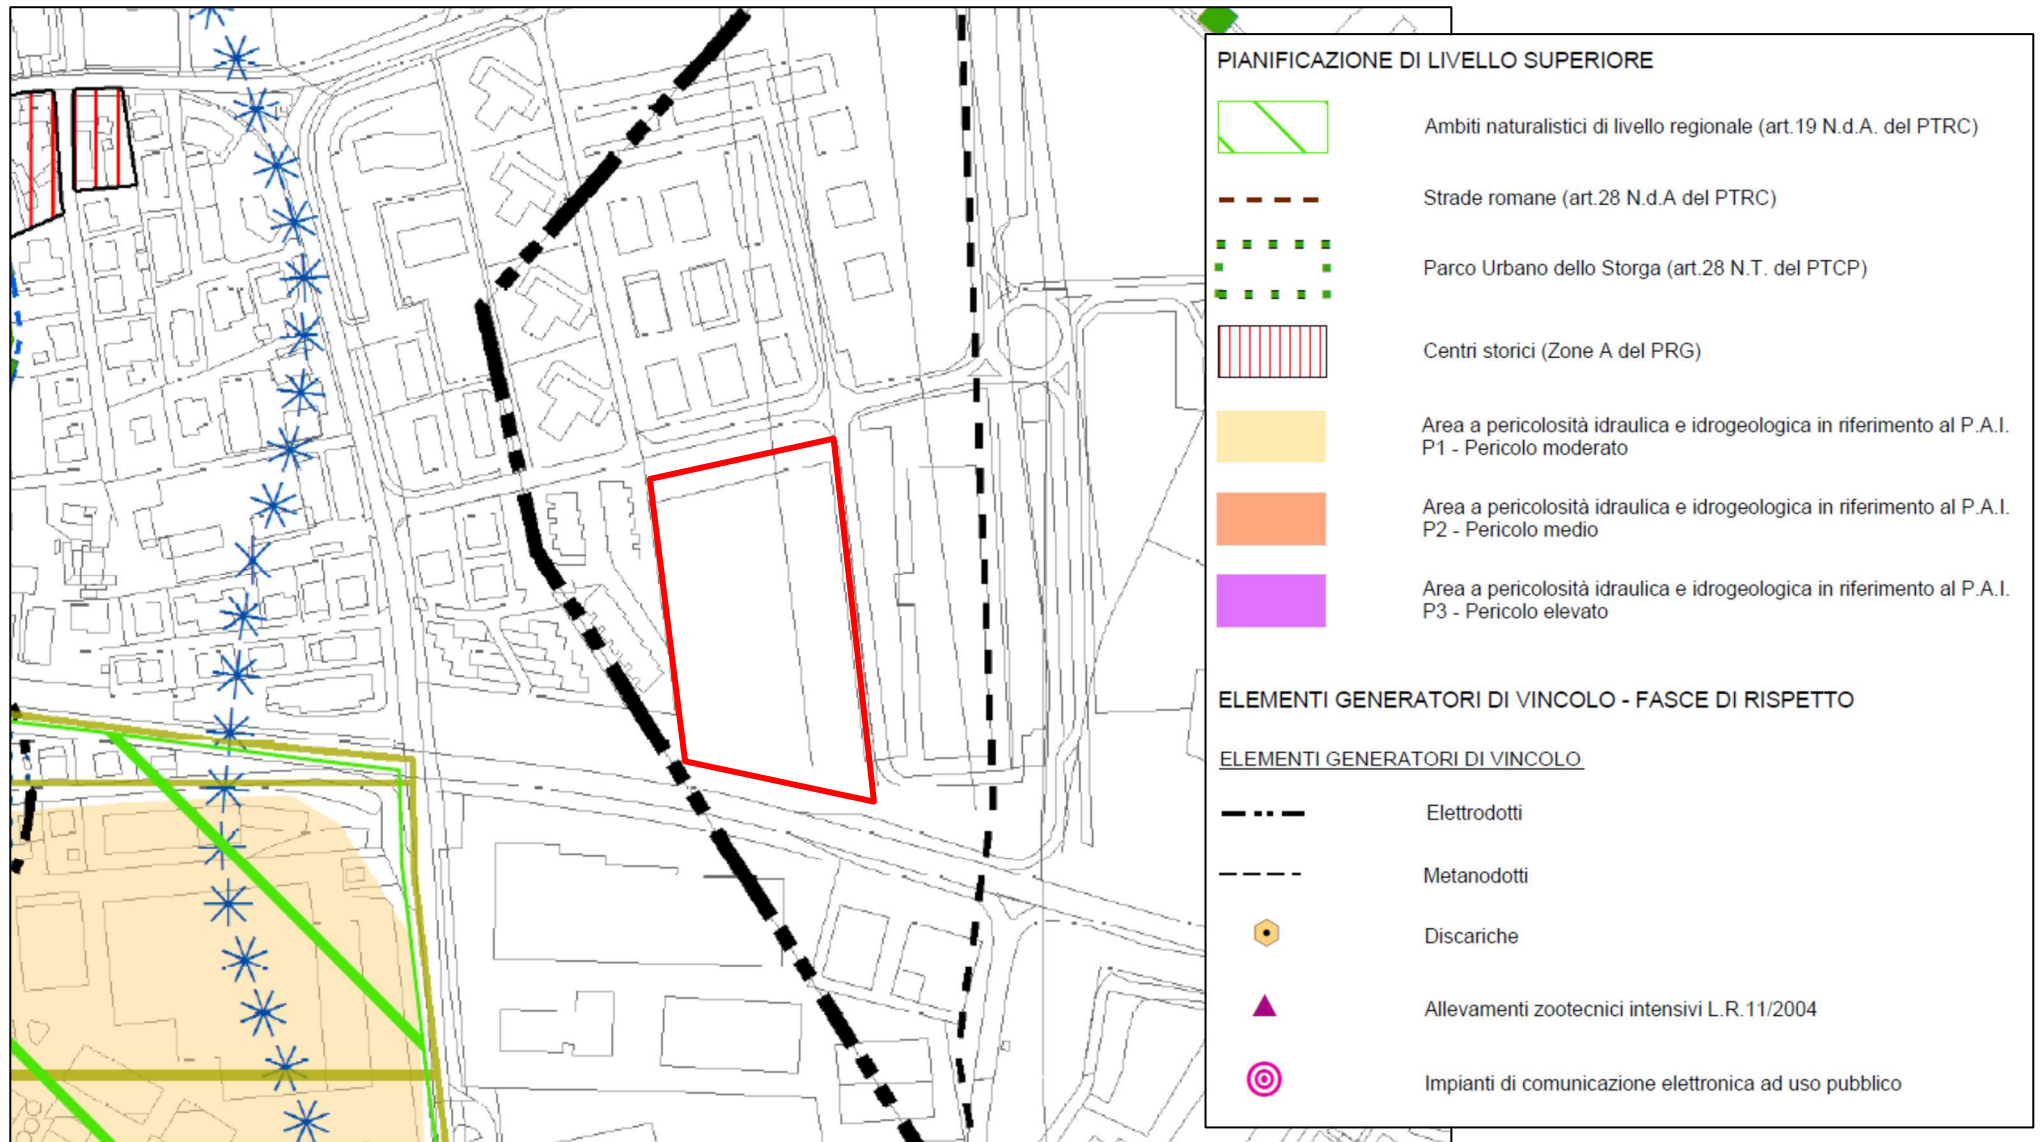 PIANIFICAZIONE DI LIVELLO SUPERIORE
Ambiti naturalistici di livello regionale (art.19 N.d.A. del PTRC)
Strade romane (art.28 N.d.A del PTRC)
Parco Urbano dello Storga (art.28 N.T. del PTCP)
Centri storici (Zone A del PRG)
Area a pericolosità idraulica e idrogeologica in riferimento al P.A.I.
P1 - Pericolo moderato
Area a pericolosità idraulica e idrogeologica in riferimento al P.A.I.
P2 - Pericolo medio
Area a pericolosità idraulica e idrogeologica in riferimento al P.A.I.
P3 - Pericolo elevato
ELEMENTI GENERATORI DI VINCOLO - FASCE DI RISPETTO
ELEMENTI GENERATORI DI VINCOLO
Elettrodotti
Metanodotti
Discariche
Allevamenti zootecnici intensivi L.R.11/2004
Impianti di comunicazione elettronica ad uso pubblico